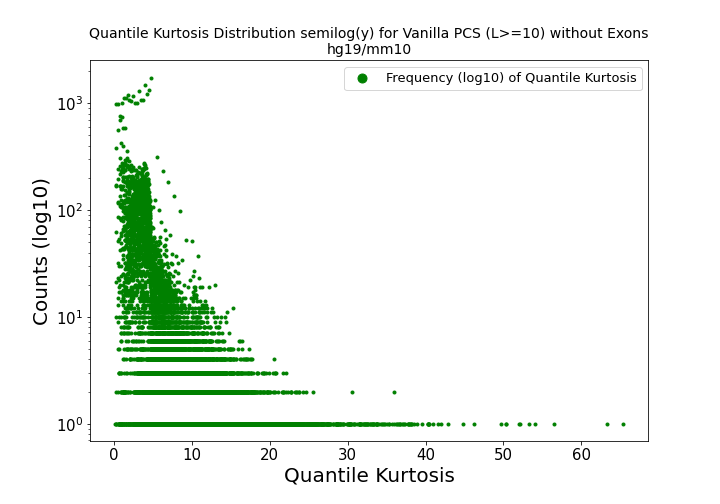 Quantile Kurtosis Distribution semilog(y) for Vanilla PCS (L>=10) without Exons
hg19/mm10
Frequency (log10) of Quantile Kurtosis
10³
10²
10¹
10⁰
Counts (log10)
0 10 20 30 40 50 60
Quantile Kurtosis